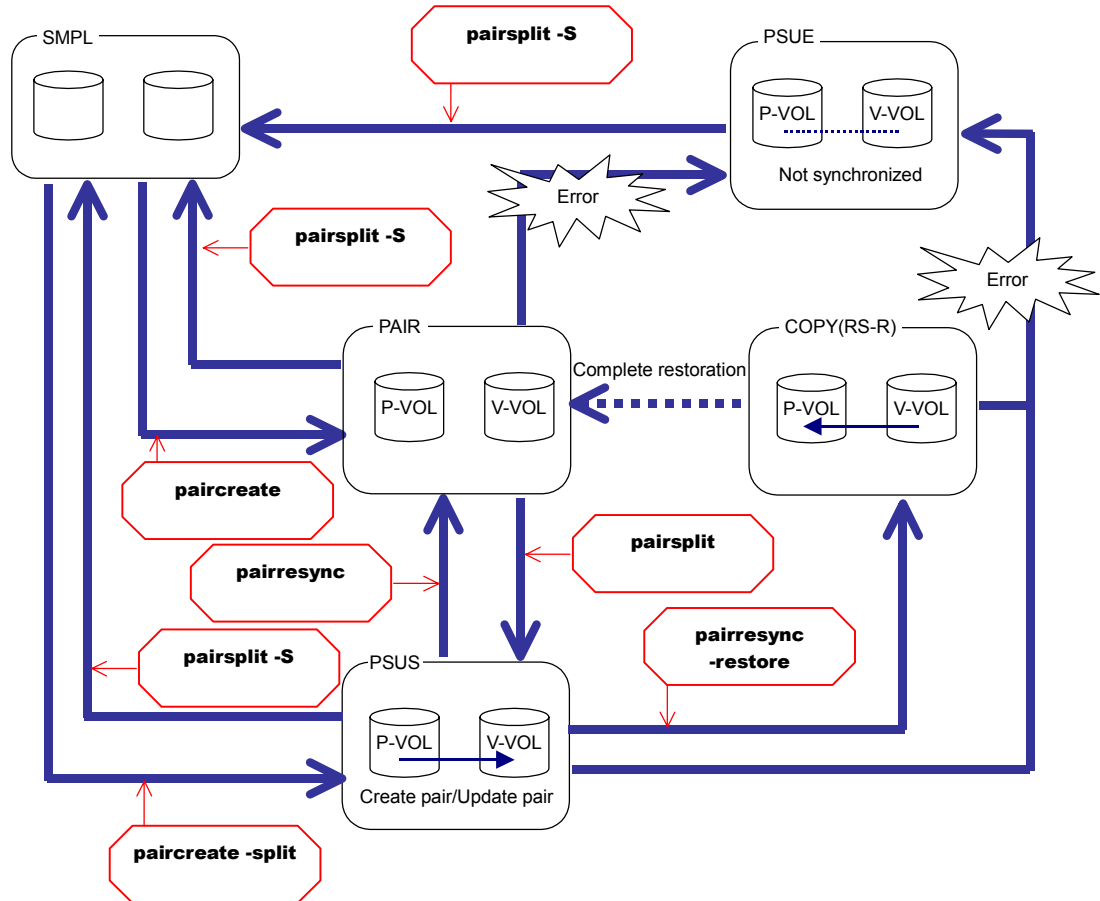 SMPL
pairsplit -S
PSUE
P-VOL
V-VOL
Not synchronized
Error
pairsplit -S
Error
PAIR
P-VOL
V-VOL
Complete restoration
COPY(RS-R)
P-VOL
V-VOL
paircreate
pairresync
pairsplit
pairsplit -S
pairresync
-restore
PSUS
P-VOL
V-VOL
Create pair/Update pair
paircreate -split